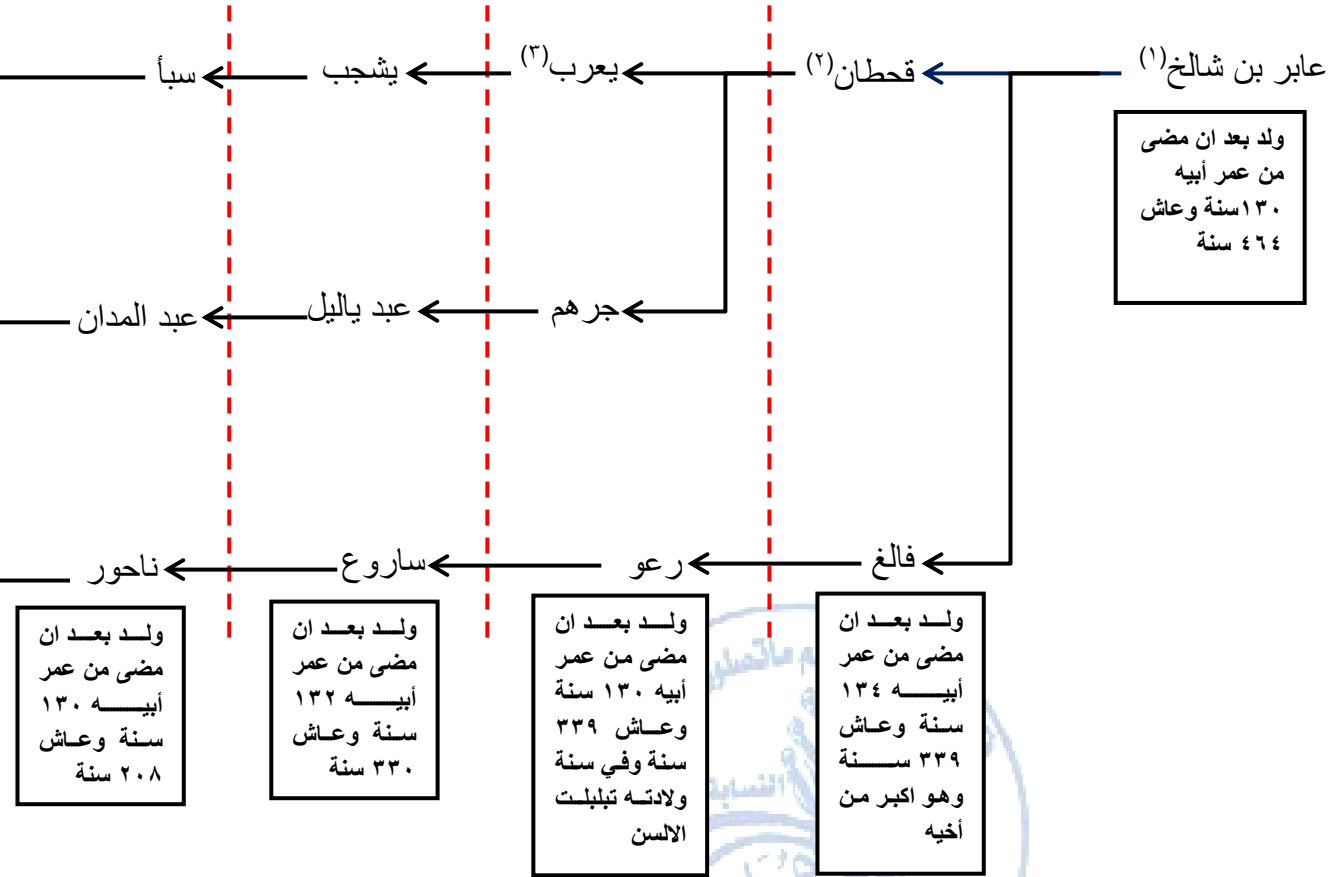 عابر بن شالخ(١) قحطان(٢) يعرب(٣) يشجب سبأ
ولد بعد ان مضى
من عمر أبيه
١٣٠سنة وعاش
٤٦٤ سنة
جرهم عبد ياليل عبد المدان
فالغ رعو ساروع ناحور
ولد بعد ان
مضى من عمر
أبيه ١٣٤
سنة وعاش
٣٣٩ سنة
وهو اكبر من
أخيه
ولد بعد ان
مضى من عمر
أبيه ١٣٠ سنة
وعاش ٣٣٩
سنة وفي سنة
ولادته تبلبلت
الالسن
ولد بعد ان
مضى من عمر
أبيه ١٣٢
سنة وعاش
٣٣٠ سنة
ولد بعد ان
مضى من عمر
أبيه ١٣٠
سنة وعاش
٢٠٨ سنة